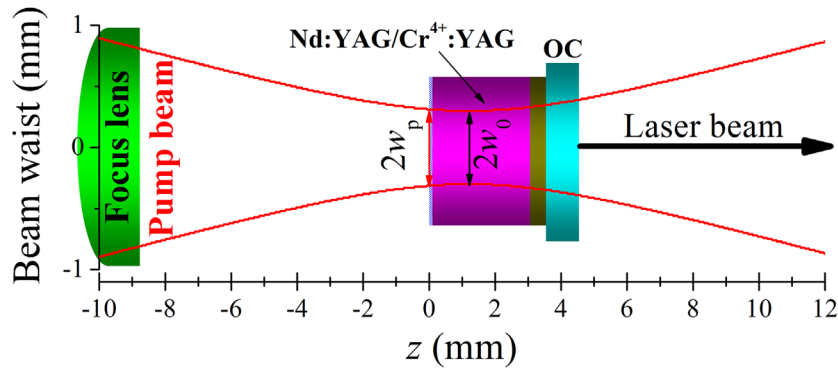 Nd:YAG/Cr⁴⁺:YAG
OC
1
Beam waist (mm)
0
-1
Focus lens
Pump beam
2wₚ
2w₀
Laser beam
-10 -8 -6 -4 -2 0 2 4 6 8 10 12
z (mm)